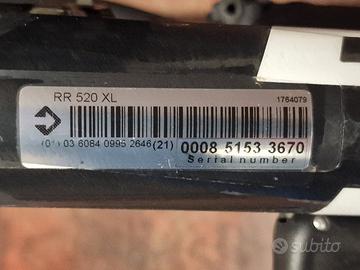 RR 520 XL
1764079
(01) 03 6084 0995 2646 (21) 0008 5153 3670
Serial number
subito